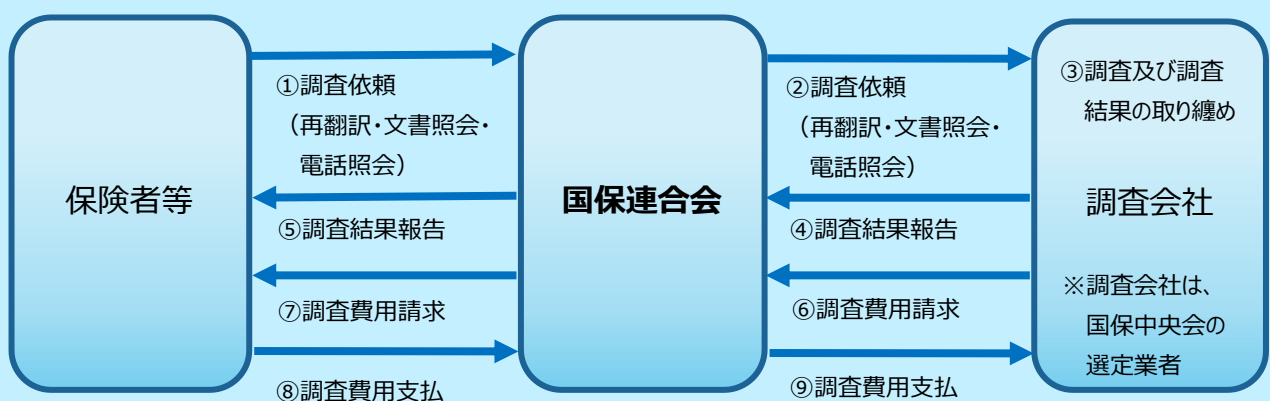 保険者等
①調査依頼
（再翻訳・文書照会・
電話照会）
⑤調査結果報告
⑦調査費用請求
⑧調査費用支払
国保連合会
②調査依頼
（再翻訳・文書照会・
電話照会）
④調査結果報告
⑥調査費用請求
⑨調査費用支払
③調査及び調査
結果の取り纏め
調査会社
※調査会社は、
国保中央会の
選定業者